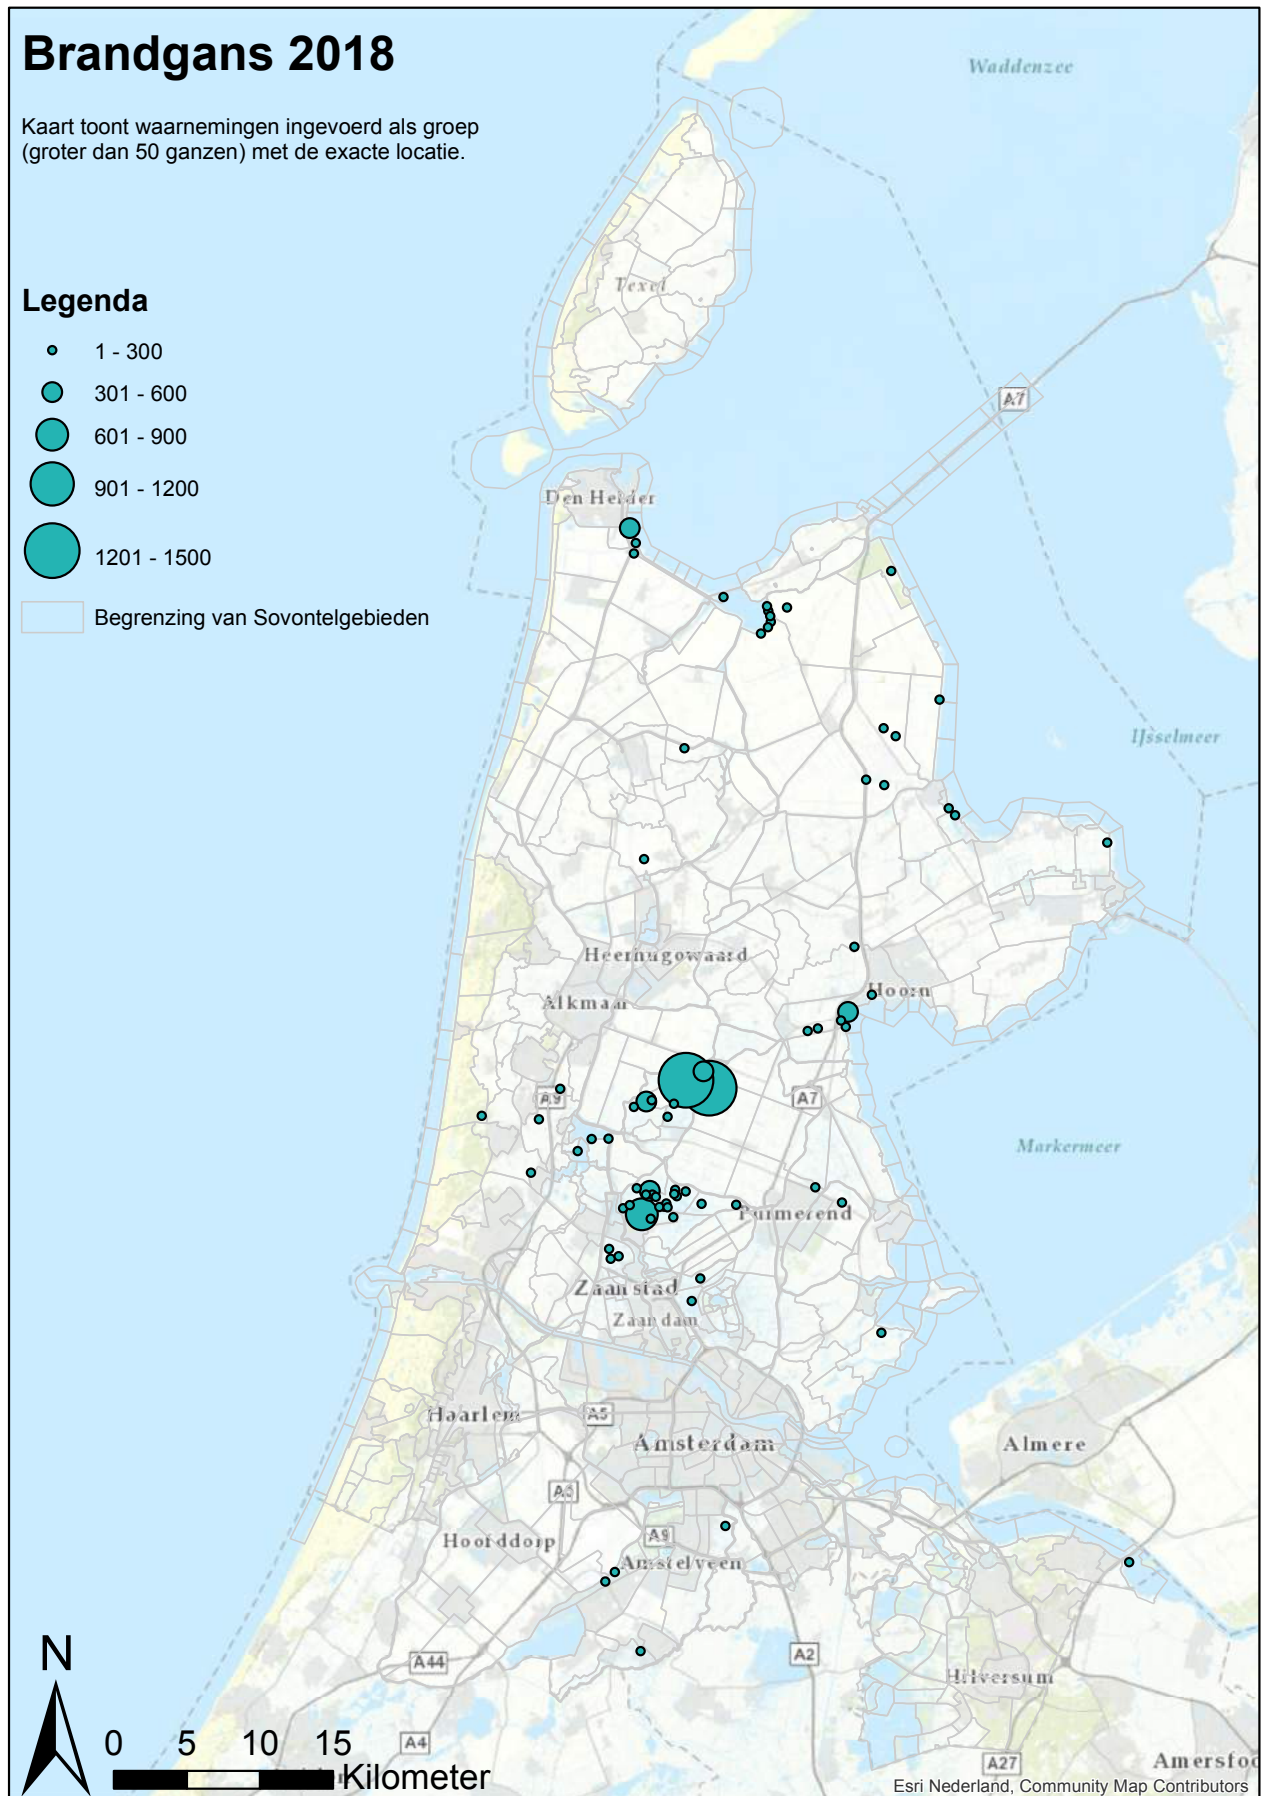 Brandgans 2018
Kaart toont waarnemingen ingevoerd als groep
(groter dan 50 ganzen) met de exacte locatie.
Legenda
1 - 300
301 - 600
601 - 900
901 - 1200
1201 - 1500
Begrenzing van Sovontelgebieden
Waddenzee
Texel
A7
Den Helder
IJsselmeer
Heerhugowaard
Hoorn
Alkmaar
A9
A7
Markermeer
Purmerend
Zaanstad
Zaandam
Haarlem
A5
Amsterdam
Almere
Hoofddorp
A9
Amstelveen
A44
A2
Hilversum
A4
A27
Amersfoo
N
0 5 10 15
Kilometer
Esri Nederland, Community Map Contributors